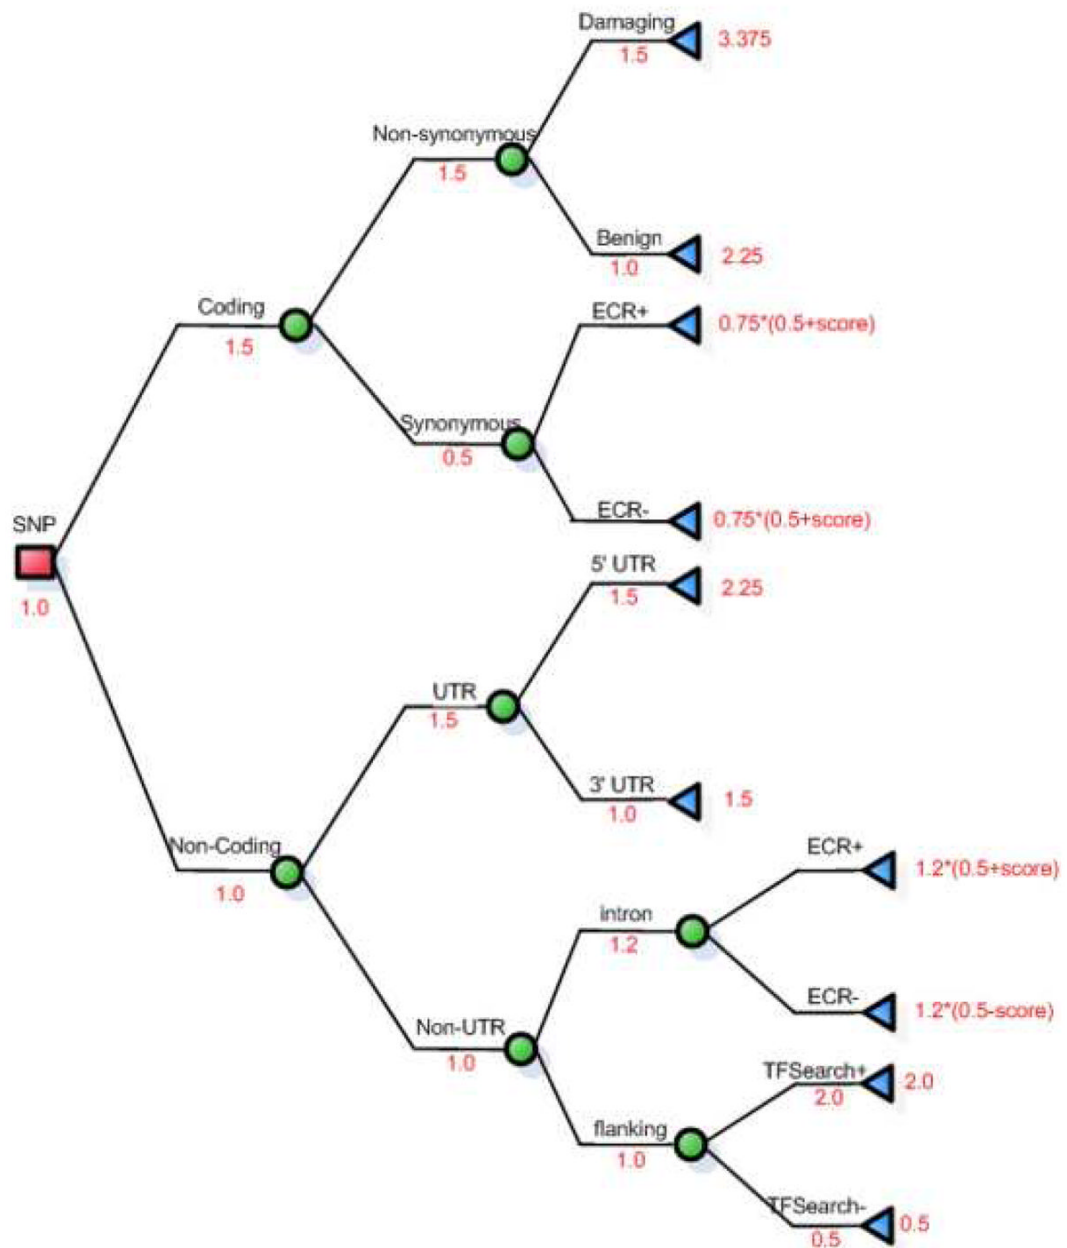 Damaging
1.5
3.375
Non-synonymous
1.5
Benign
1.0
2.25
Coding
1.5
ECR+
0.75*(0.5+score)
Synonymous
0.5
ECR-
0.75*(0.5+score)
SNP
1.0
5' UTR
1.5
2.25
UTR
1.5
3' UTR
1.0
1.5
Non-Coding
1.0
ECR+
1.2*(0.5+score)
intron
1.2
ECR-
1.2*(0.5-score)
Non-UTR
1.0
TFSearch+
2.0
2.0
flanking
1.0
TFSearch-
0.5
0.5